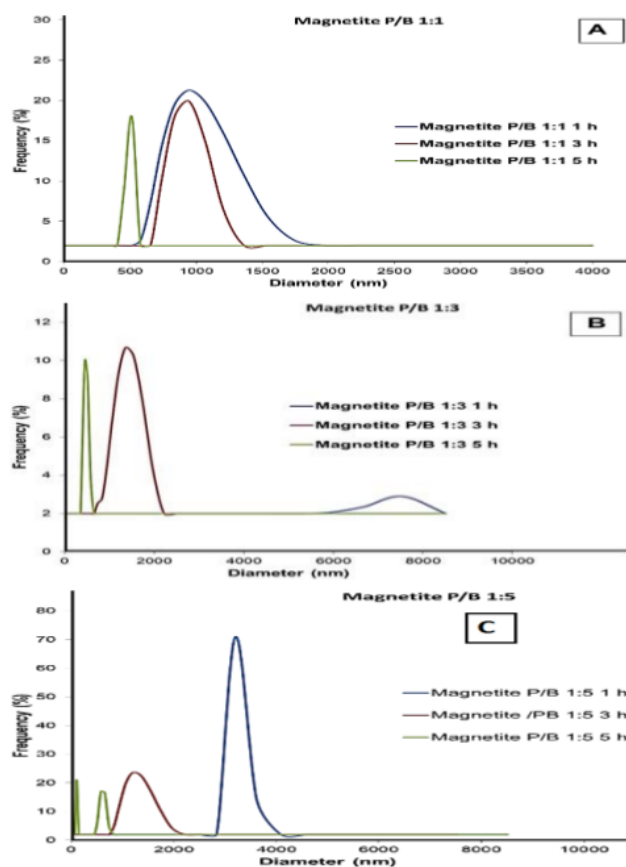 Magnetite P/B 1:1
A
30
25
20
15
10
5
0
Frequency (%)
Magnetite P/B 1:1 1 h
Magnetite P/B 1:1 3 h
Magnetite P/B 1:1 5 h
0 500 1000 1500 2000 2500 3000 3500 4000
Diameter (nm)
Magnetite P/B 1:3
B
12
10
8
6
4
2
0
Frequency (%)
Magnetite P/B 1:3 1 h
Magnetite P/B 1:3 3 h
Magnetite P/B 1:3 5 h
0 2000 4000 6000 8000 10000
Diameter (nm)
Magnetite P/B 1:5
C
80
70
60
50
40
30
20
10
0
Frequency (%)
Magnetite P/B 1:5 1 h
Magnetite /PB 1:5 3 h
Magnetite P/B 1:5 5 h
0 2000 4000 6000 8000 10000
Diameter (nm)